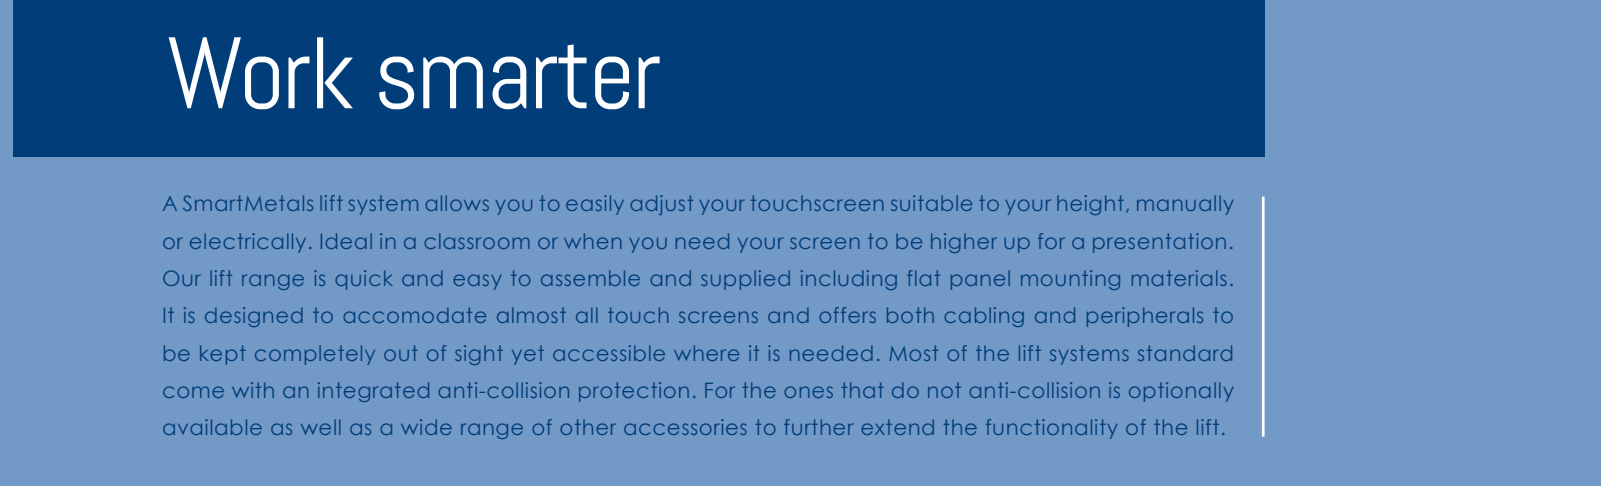 Work smarter
A SmartMetals lift system allows you to easily adjust your touchscreen suitable to your height, manually
or electrically. Ideal in a classroom or when you need your screen to be higher up for a presentation.
Our lift range is quick and easy to assemble and supplied including flat panel mounting materials.
It is designed to accomodate almost all touch screens and offers both cabling and peripherals to
be kept completely out of sight yet accessible where it is needed. Most of the lift systems standard
come with an integrated anti-collision protection. For the ones that do not anti-collision is optionally
available as well as a wide range of other accessories to further extend the functionality of the lift.